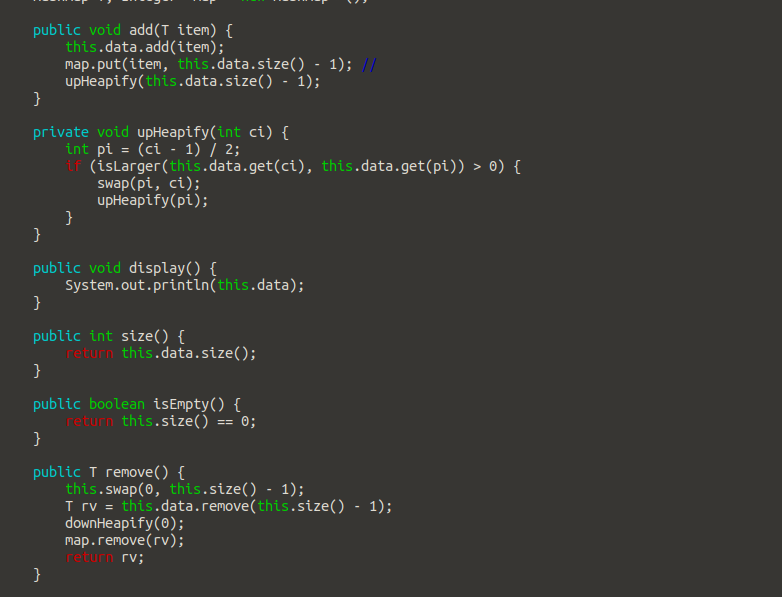 public void add(T item) {
this.data.add(item);
map.put(item, this.data.size() - 1); //
upHeapify(this.data.size() - 1);
}
private void upHeapify(int ci) {
int pi = (ci - 1) / 2;
if (isLarger(this.data.get(ci), this.data.get(pi)) > 0) {
swap(pi, ci);
upHeapify(pi);
}
}
public void display() {
System.out.println(this.data);
}
public int size() {
return this.data.size();
}
public boolean isEmpty() {
return this.size() == 0;
}
public T remove() {
this.swap(0, this.size() - 1);
T rv = this.data.remove(this.size() - 1);
downHeapify(0);
map.remove(rv);
return rv;
}